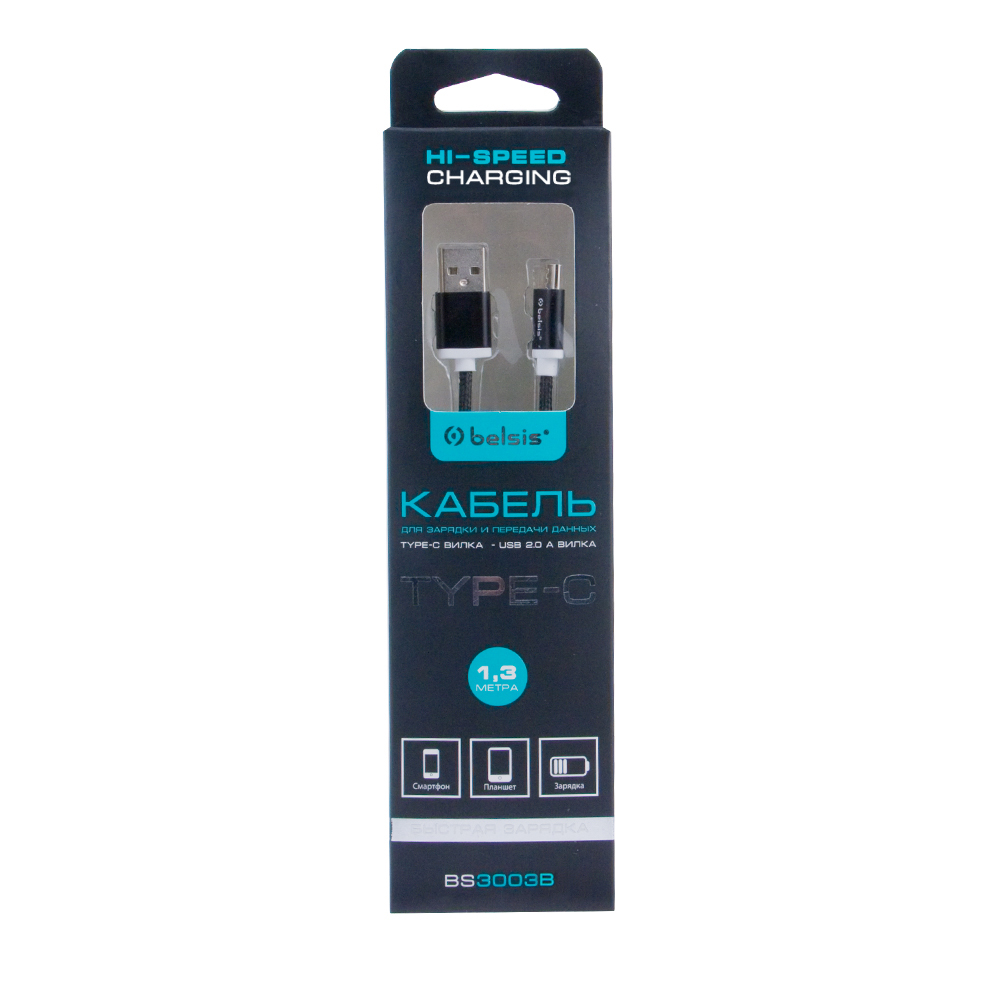 HI-SPEED
CHARGING
belsis
belsis
КАБЕЛЬ
ДЛЯ ЗАРЯДКИ И ПЕРЕДАЧИ ДАННЫХ
TYPE-C ВИЛКА - USB 2.0 А ВИЛКА
TYPE-C
1,3
МЕТРА
Смартфон
Планшет
Зарядка
БЫСТРАЯ ЗАРЯДКА
BS3003B